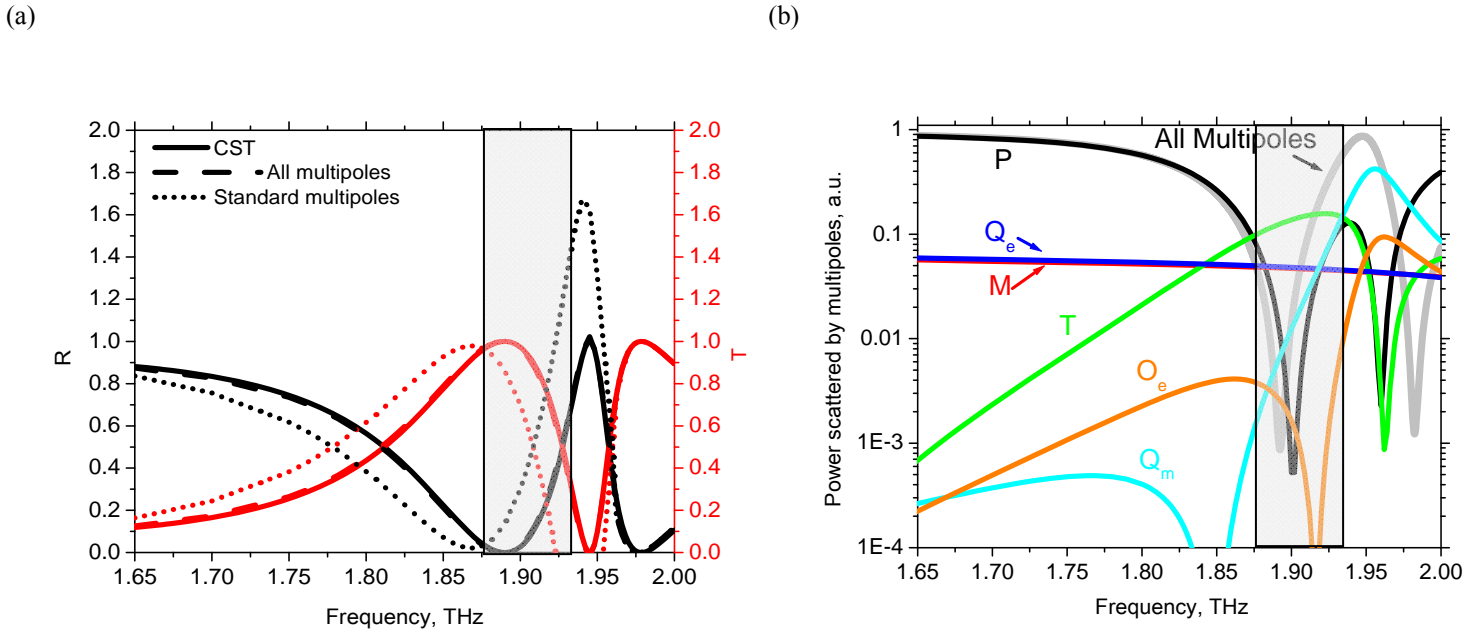 (a)
(b)
2.0
1.8
1.6
1.4
1.2
1.0
0.8
0.6
0.4
0.2
0.0
R
CST
All multipoles
Standard multipoles
2.0
1.8
1.6
1.4
1.2
1.0
0.8
0.6
0.4
0.2
0.0
T
1.65 1.70 1.75 1.80 1.85 1.90 1.95 2.00
Frequency, THz
Power scattered by multipoles, a.u.
1
0.1
0.01
1E-3
1E-4
All Multipoles
P
Qe
M
T
Oe
Qm
1.65 1.70 1.75 1.80 1.85 1.90 1.95 2.00
Frequency, THz